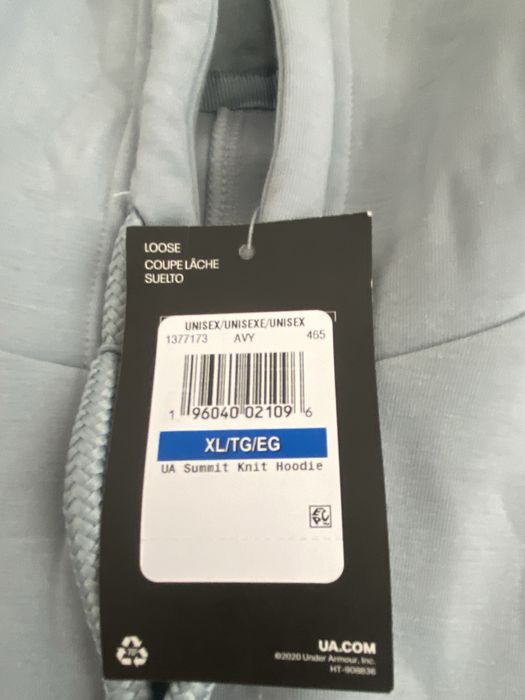 LOOSE
COUPE LÂCHE
SUELTO
UNISEX/UNISEXE/UNISEX
1377173 AVY 465
1 96040 02109 6
XL/TG/EG
UA Summit Knit Hoodie
UA.COM
©2020 Under Armour, Inc.
HT-908836